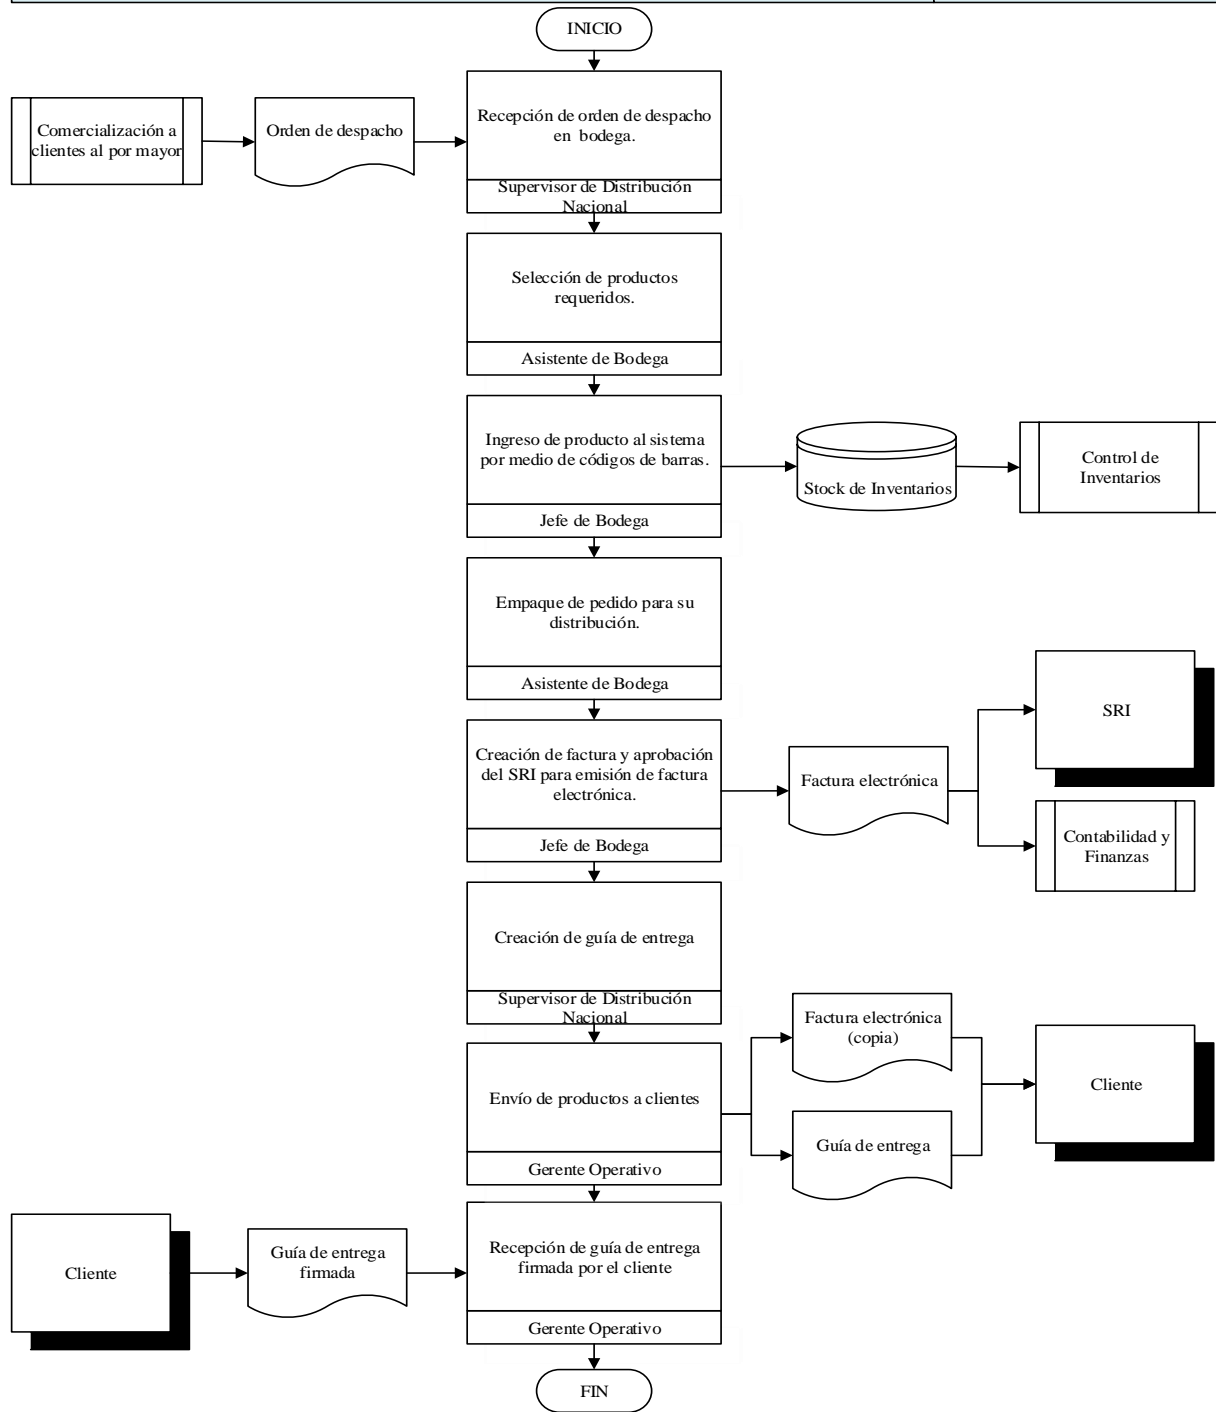 INICIO
Comercialización a
clientes al por mayor
Orden de despacho
Recepción de orden de despacho
en bodega.
Supervisor de Distribución
Nacional
Selección de productos
requeridos.
Asistente de Bodega
Ingreso de producto al sistema
por medio de códigos de barras.
Jefe de Bodega
Stock de Inventarios
Control de
Inventarios
Empaque de pedido para su
distribución.
Asistente de Bodega
Creación de factura y aprobación
del SRI para emisión de factura
electrónica.
Jefe de Bodega
Factura electrónica
SRI
Contabilidad y
Finanzas
Creación de guía de entrega
Supervisor de Distribución
Nacional
Envío de productos a clientes
Gerente Operativo
Factura electrónica
(copia)
Guía de entrega
Cliente
Cliente
Guía de entrega
firmada
Recepción de guía de entrega
firmada por el cliente
Gerente Operativo
FIN